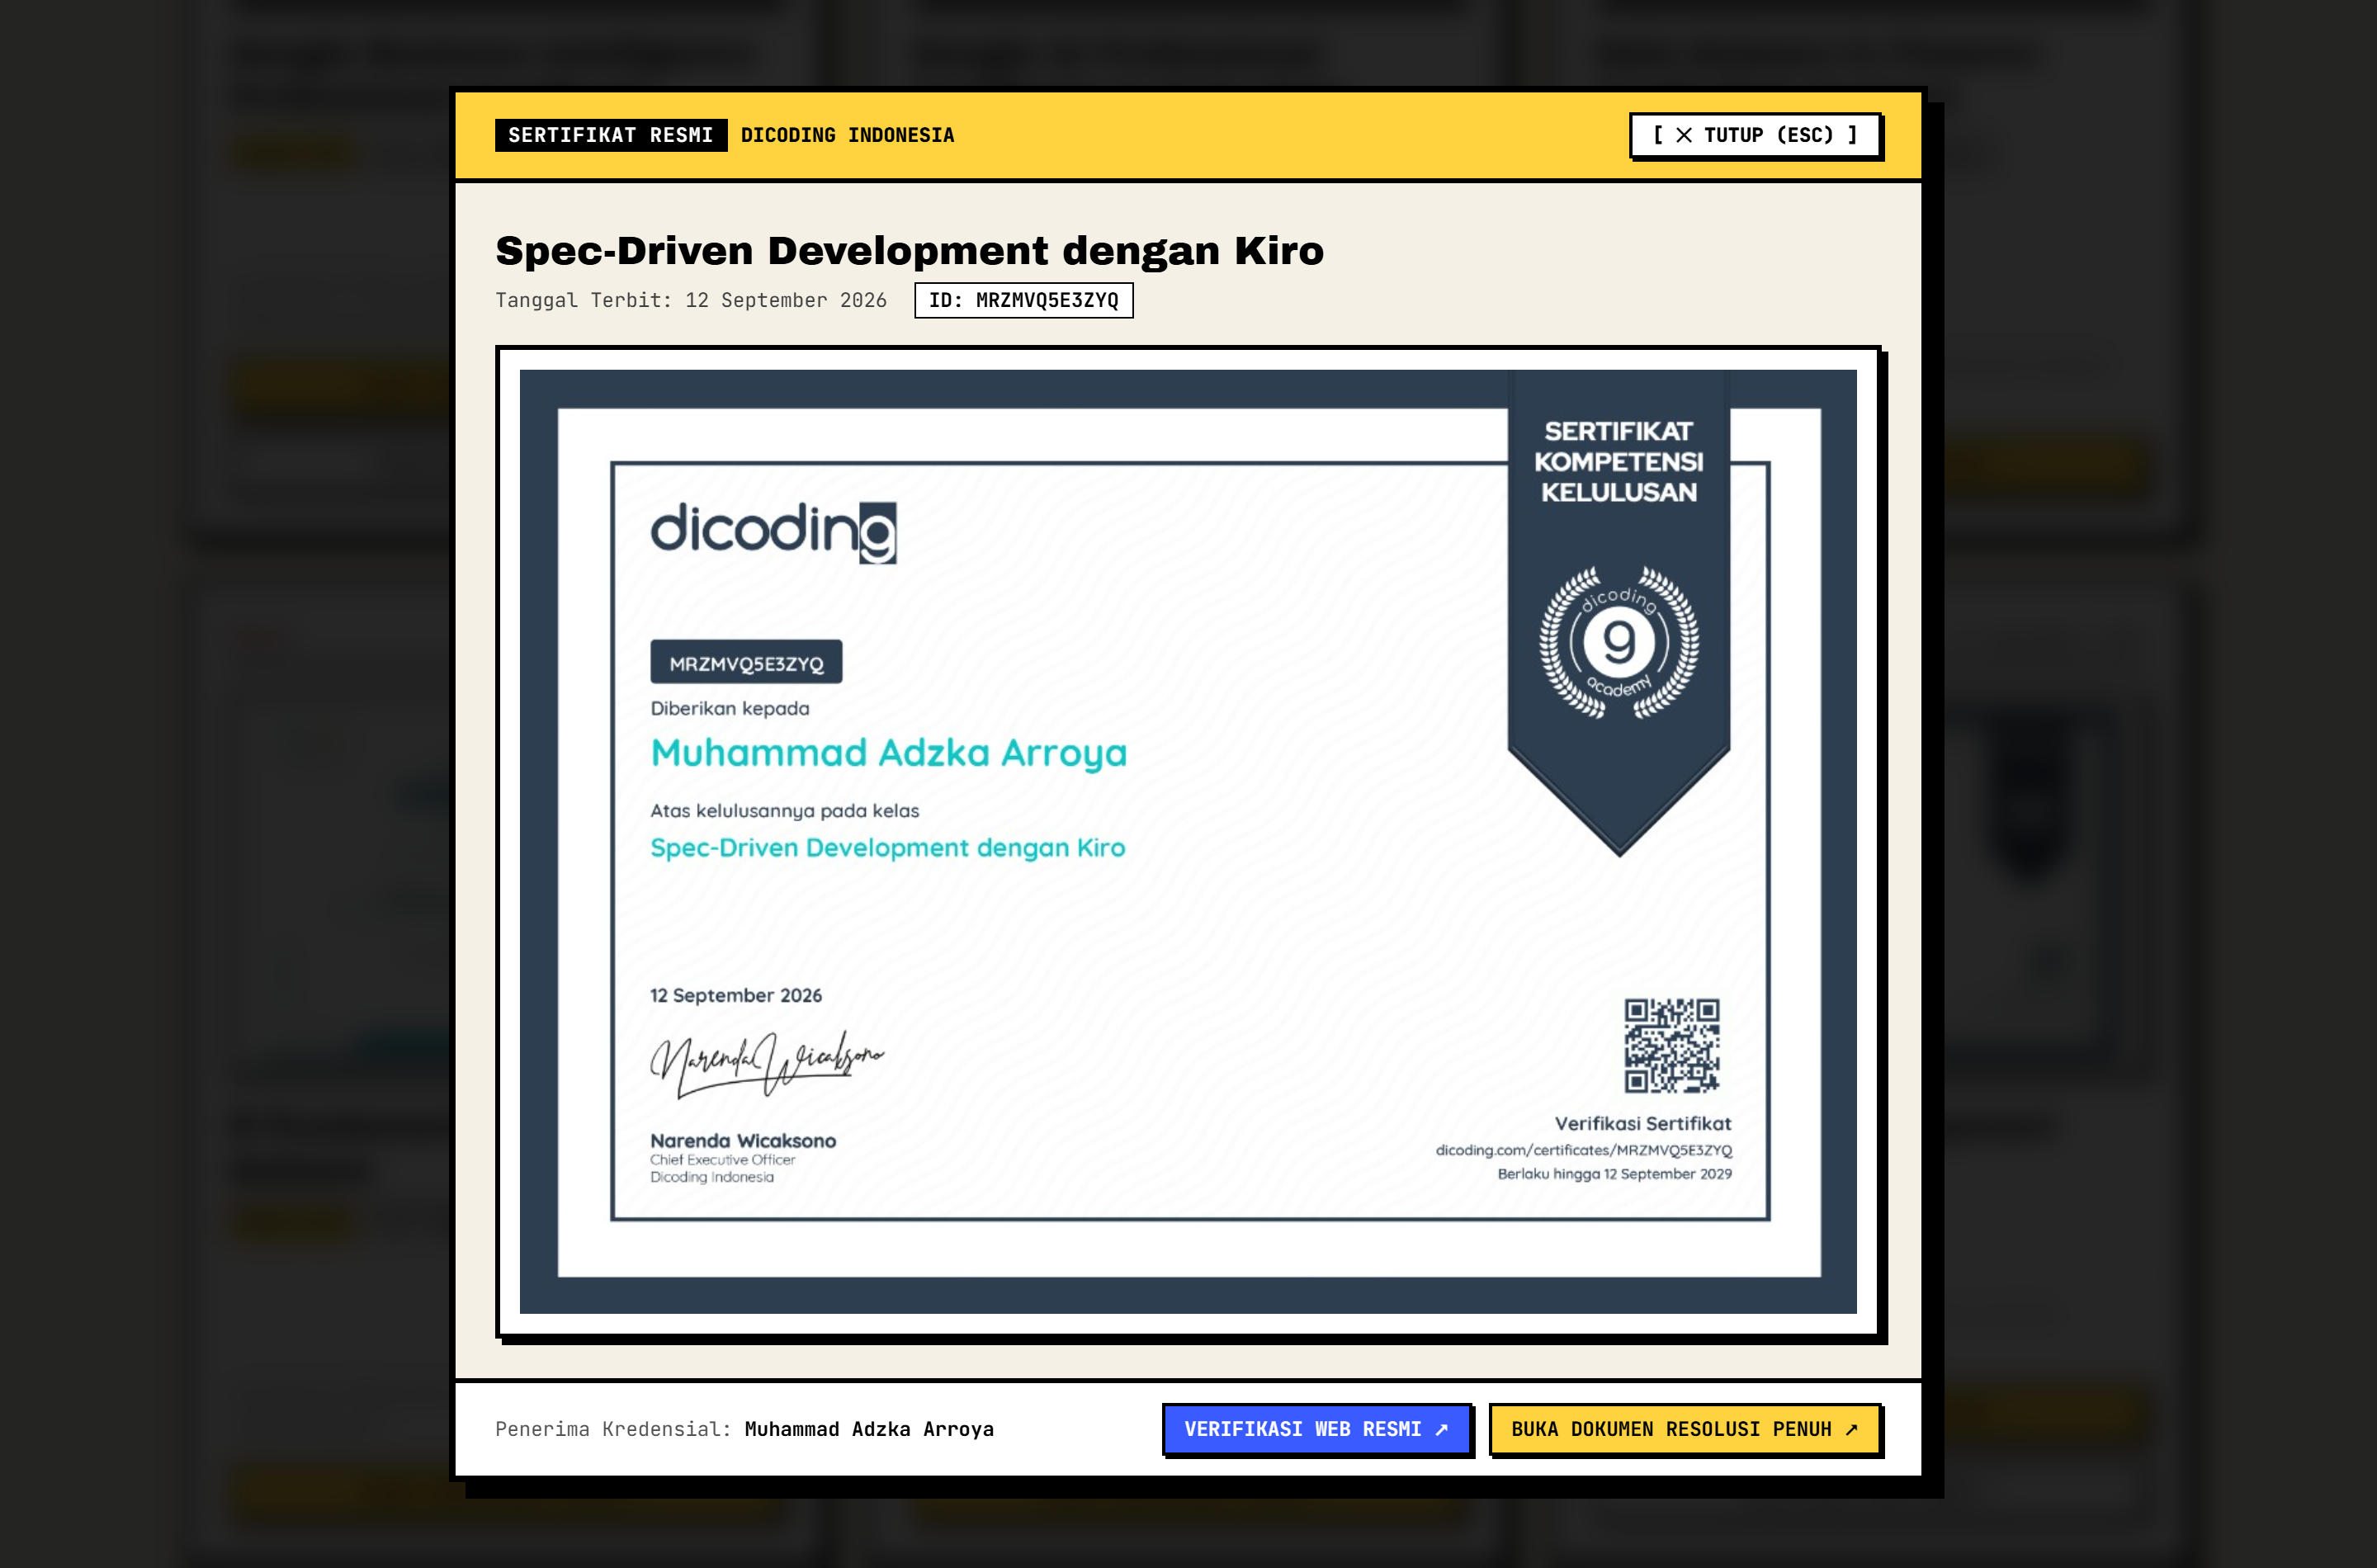 SERTIFIKAT RESMI DICODING INDONESIA
[ × TUTUP (ESC) ]
Spec-Driven Development dengan Kiro
Tanggal Terbit: 12 September 2026 ID: MRZMVQ5E3ZYQ
SERTIFIKAT
KOMPETENSI
KELULUSAN
dicoding
dicoding
g
academy
MRZMVQ5E3ZYQ
Diberikan kepada
Muhammad Adzka Arroya
Atas kelulusannya pada kelas
Spec-Driven Development dengan Kiro
12 September 2026
Narenda Wicaksono
Narenda Wicaksono
Chief Executive Officer
Dicoding Indonesia
Verifikasi Sertifikat
dicoding.com/certificates/MRZMVQ5E3ZYQ
Berlaku hingga 12 September 2029
Penerima Kredensial: Muhammad Adzka Arroya
VERIFIKASI WEB RESMI ↗
BUKA DOKUMEN RESOLUSI PENUH ↗